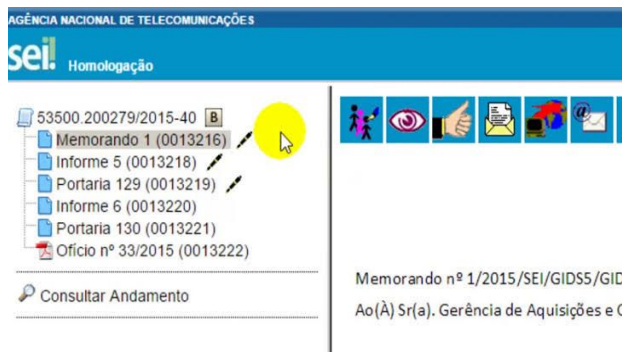 AGÊNCIA NACIONAL DE TELECOMUNICAÇÕES
sei! Homologação
53500.200279/2015-40 B
Memorando 1 (0013216)
Informe 5 (0013218)
Portaria 129 (0013219)
Informe 6 (0013220)
Portaria 130 (0013221)
Ofício nº 33/2015 (0013222)
Consultar Andamento
Memorando nº 1/2015/SEI/GIDS5/GID
Ao(À) Sr(a). Gerência de Aquisições e